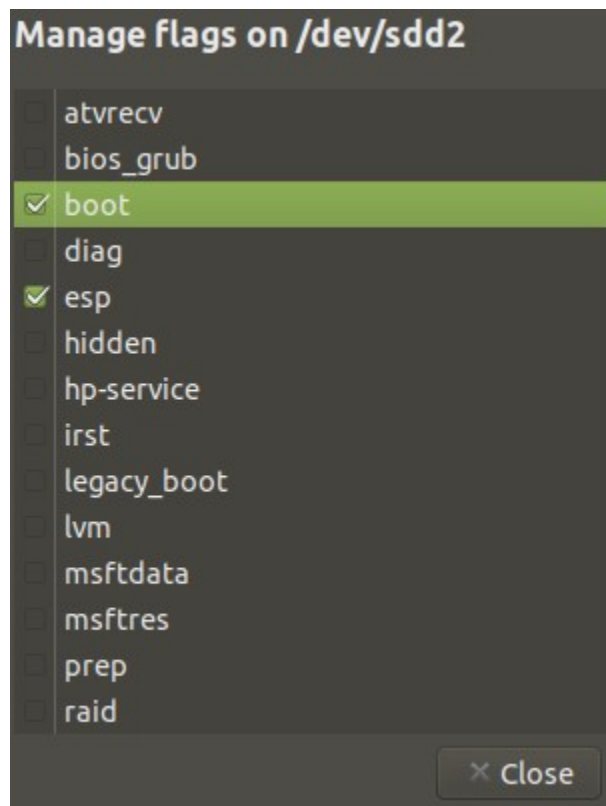 Manage flags on /dev/sdd2
atvrecv
bios_grub
boot
diag
esp
hidden
hp-service
irst
legacy_boot
lvm
msftdata
msftres
prep
raid
Close